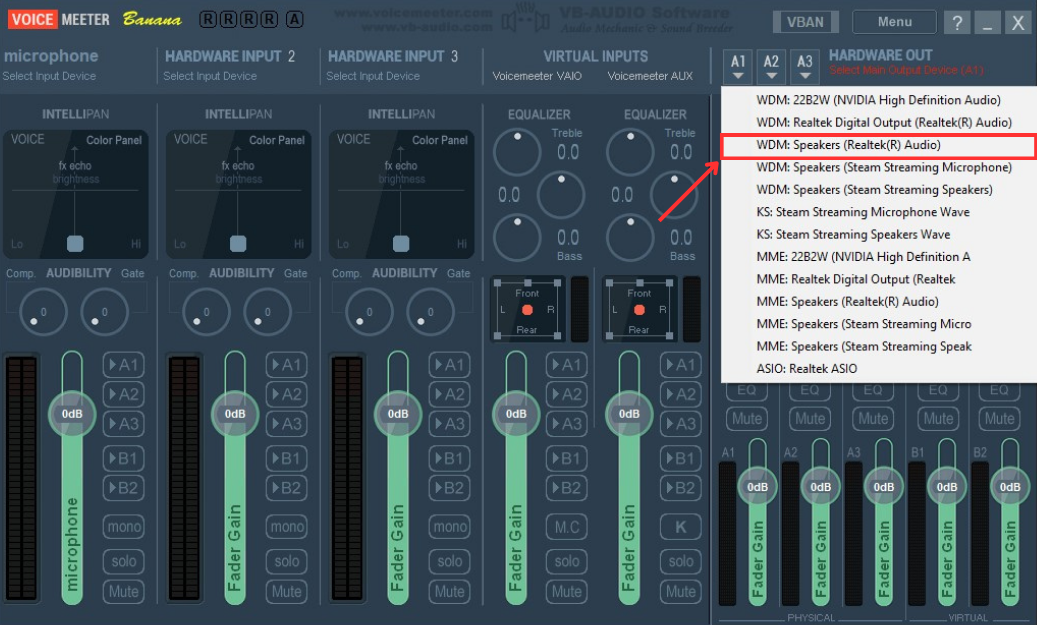 VOICE MEETER Banana R R R R A www.voicemeeter.com VB-AUDIO Software VBAN Menu ? _ X
www.vb-audio.com Audio Mechanic & Sound Breeder
microphone
Select Input Device
HARDWARE INPUT 2
Select Input Device
HARDWARE INPUT 3
Select Input Device
VIRTUAL INPUTS
Voicemeeter VAIO Voicemeeter AUX
A1 A2 A3 HARDWARE OUT
Select Main Output Device (A1)
WDM: 22B2W (NVIDIA High Definition Audio)
WDM: Realtek Digital Output (Realtek(R) Audio)
WDM: Speakers (Realtek(R) Audio)
WDM: Speakers (Steam Streaming Microphone)
WDM: Speakers (Steam Streaming Speakers)
KS: Steam Streaming Microphone Wave
KS: Steam Streaming Speakers Wave
MME: 22B2W (NVIDIA High Definition A
MME: Realtek Digital Output (Realtek
MME: Speakers (Realtek(R) Audio)
MME: Speakers (Steam Streaming Micro
MME: Speakers (Steam Streaming Speak
ASIO: Realtek ASIO
INTELLIPAN INTELLIPAN INTELLIPAN
VOICE Color Panel VOICE Color Panel VOICE Color Panel
fx echo fx echo fx echo
brightness brightness brightness
Lo Hi Lo Hi Lo Hi
Comp. AUDIBILITY Gate Comp. AUDIBILITY Gate Comp. AUDIBILITY Gate
0 0 0 0 0 0
EQUALIZER EQUALIZER
Treble Treble
0.0 0.0
0.0 0.0
0.0 0.0
Bass Bass
Front Front
L R L R
Rear Rear
A1 A1 A1 A1 A1
A2 A2 A2 A2 A2
0dB 0dB 0dB 0dB 0dB
A3 A3 A3 A3 A3
B1 B1 B1 B1 B1
B2 B2 B2 B2 B2
mono mono mono M.C K
solo solo solo solo solo
Mute Mute Mute Mute Mute
microphone Fader Gain Fader Gain Fader Gain Fader Gain
EQ EQ EQ EQ EQ
Mute Mute Mute Mute Mute
A1 A2 A3 B1 B2
0dB 0dB 0dB 0dB 0dB
Fader Gain Fader Gain Fader Gain Fader Gain Fader Gain
PHYSICAL VIRTUAL